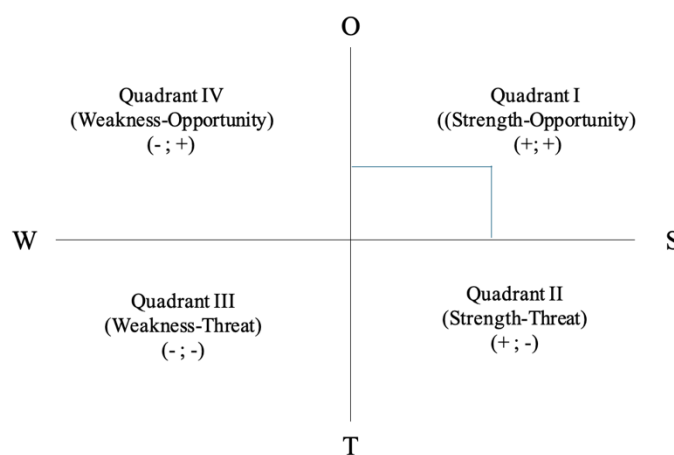 O
Quadrant IV
(Weakness-Opportunity)
(- ; +)
Quadrant I
((Strength-Opportunity)
(+; +)
W
S
Quadrant III
(Weakness-Threat)
(- ; -)
Quadrant II
(Strength-Threat)
(+ ; -)
T